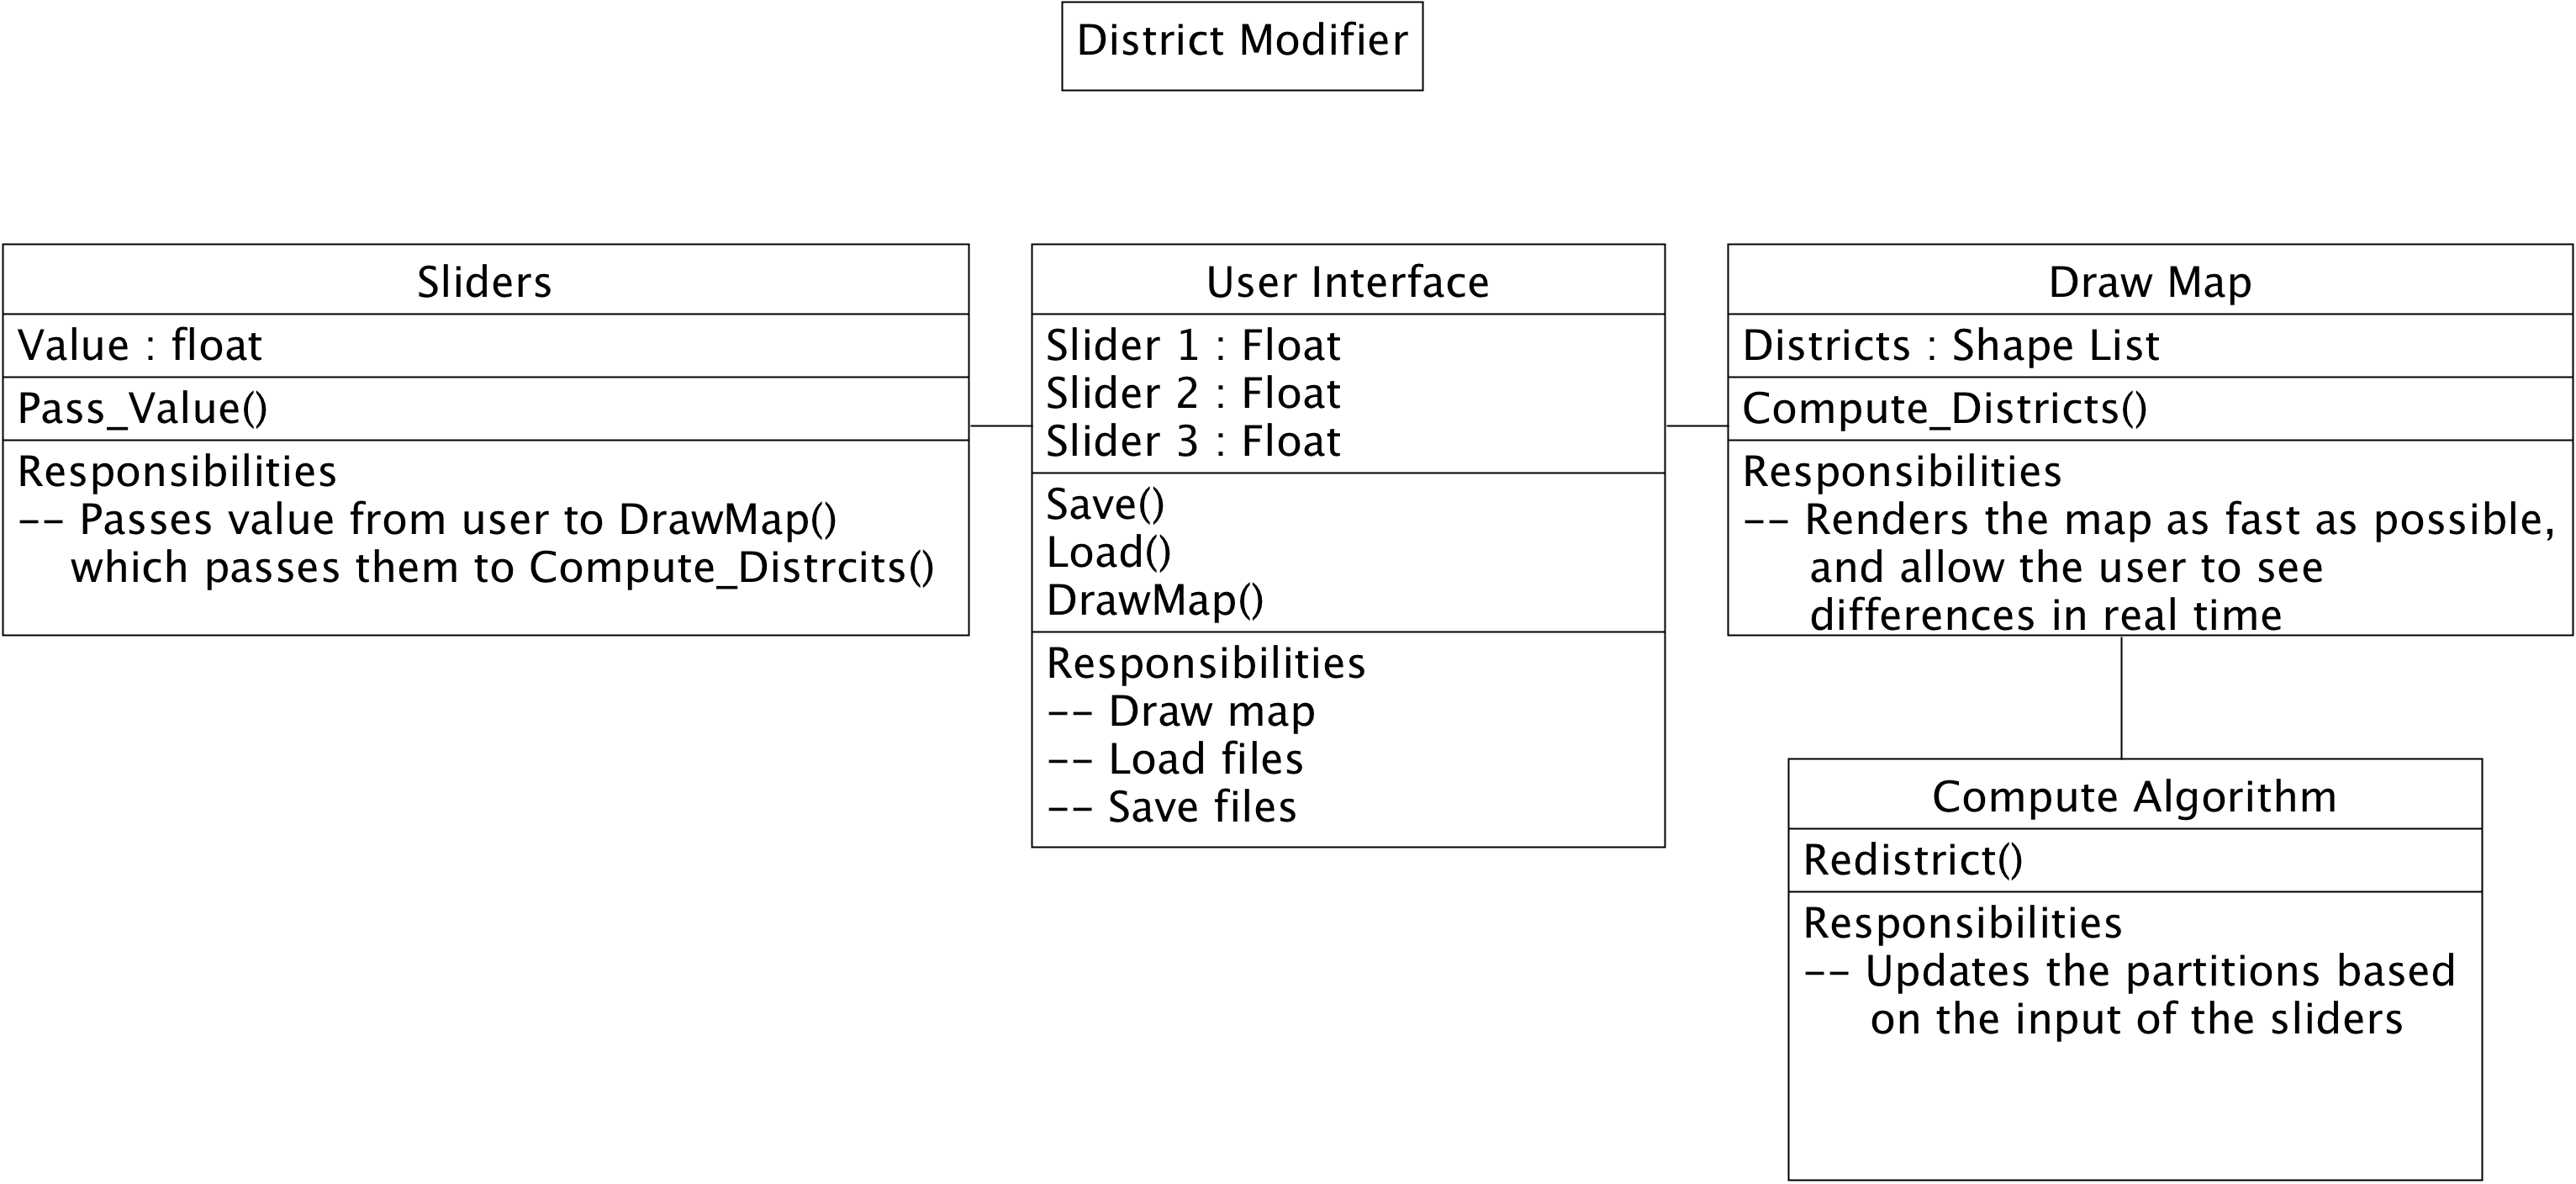 District Modifier
Sliders
Value : float
Pass_Value()
Responsibilities
-- Passes value from user to DrawMap()
which passes them to Compute_Distrcits()
User Interface
Slider 1 : Float
Slider 2 : Float
Slider 3 : Float
Save()
Load()
DrawMap()
Responsibilities
-- Draw map
-- Load files
-- Save files
Draw Map
Districts : Shape List
Compute_Districts()
Responsibilities
-- Renders the map as fast as possible,
and allow the user to see
differences in real time
Compute Algorithm
Redistrict()
Responsibilities
-- Updates the partitions based
on the input of the sliders